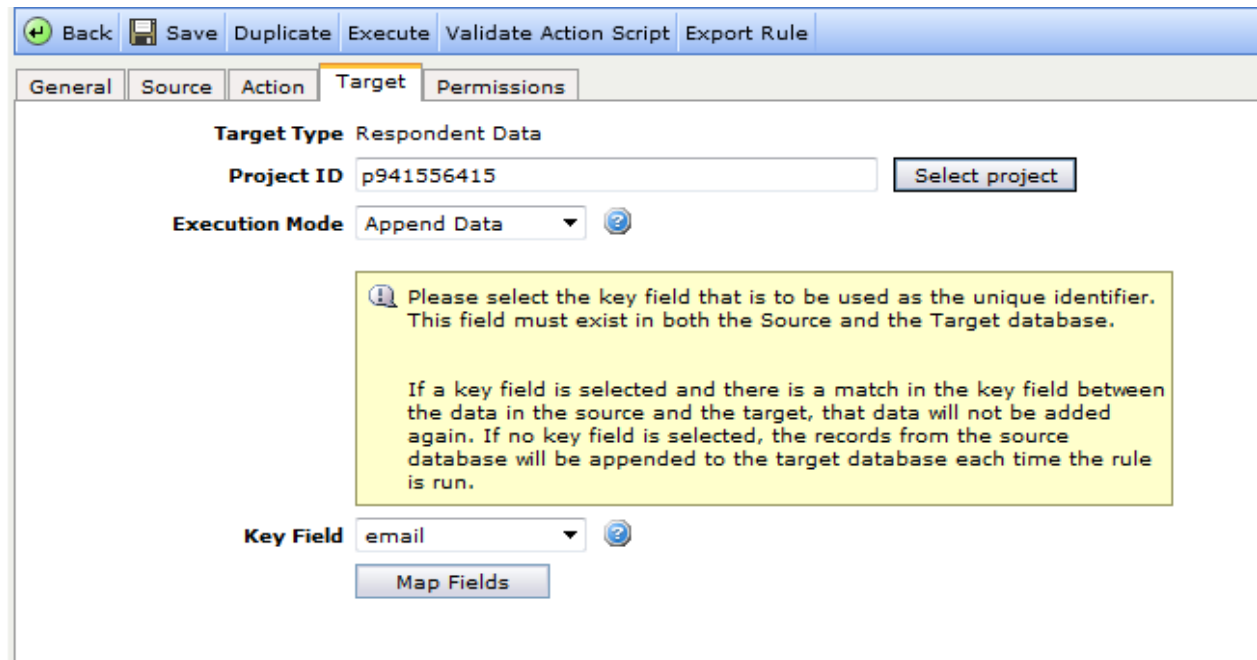 Back Save Duplicate Execute Validate Action Script Export Rule
General Source Action Target Permissions
Target Type Respondent Data
Project ID p941556415 Select project
Execution Mode Append Data
Please select the key field that is to be used as the unique identifier.
This field must exist in both the Source and the Target database.
If a key field is selected and there is a match in the key field between
the data in the source and the target, that data will not be added
again. If no key field is selected, the records from the source
database will be appended to the target database each time the rule
is run.
Key Field email
Map Fields